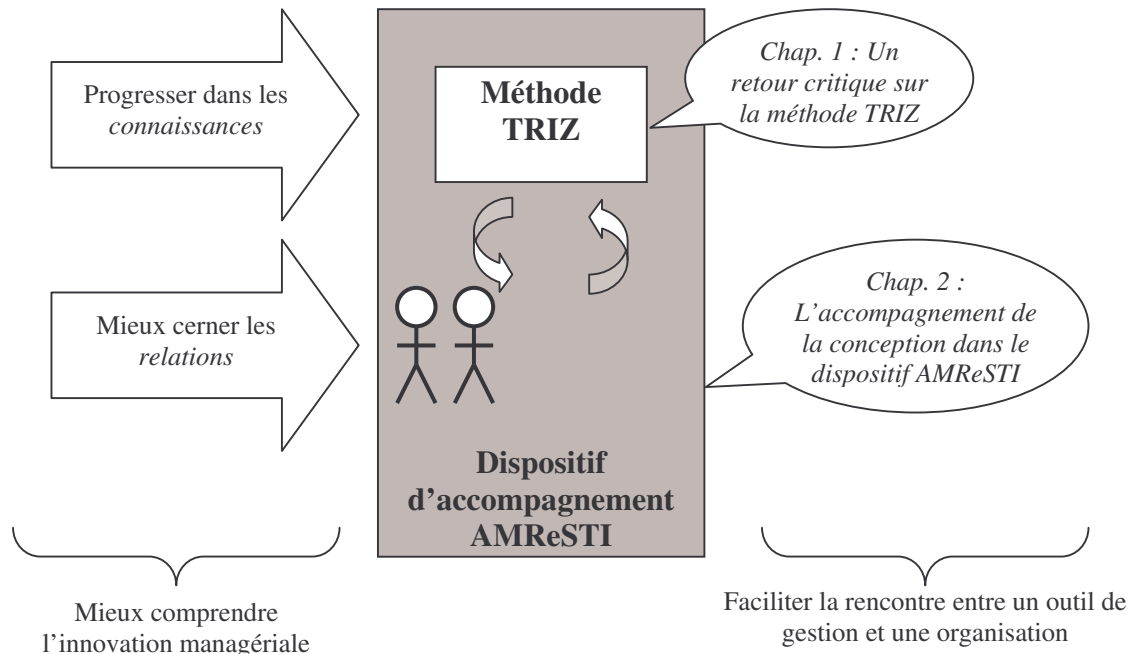 Progresser dans les
connaissances
Méthode
TRIZ
Chap. 1 : Un
retour critique sur
la méthode TRIZ
Mieux cerner les
relations
Chap. 2 :
L’accompagnement de
la conception dans le
dispositif AMReSTI
Dispositif
d’accompagnement
AMReSTI
Mieux comprendre
l’innovation managériale
Faciliter la rencontre entre un outil de
gestion et une organisation